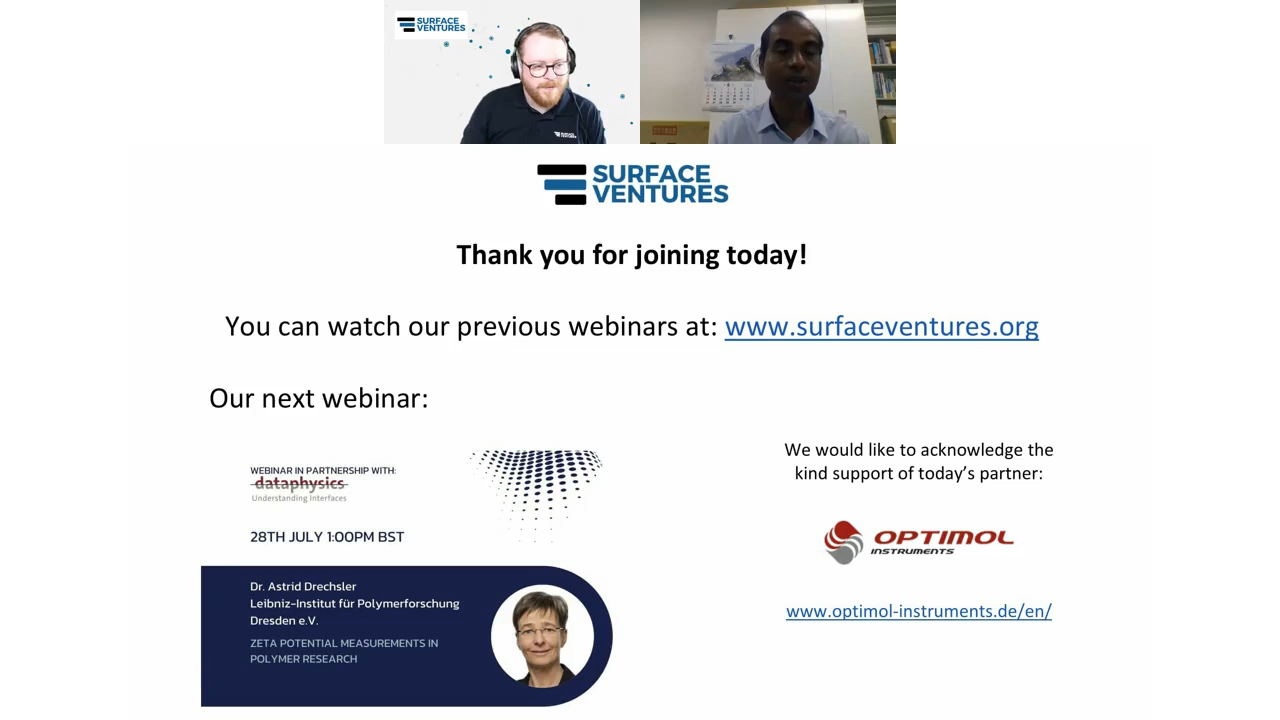 SURFACE
VENTURES
SURFACE
VENTURES
Thank you for joining today!
You can watch our previous webinars at: www.surfaceventures.org
Our next webinar:
WEBINAR IN PARTNERSHIP WITH:
dataphysics
Understanding Interfaces
28TH JULY 1:00PM BST
Dr. Astrid Drechsler
Leibniz-Institut für Polymerforschung
Dresden e.V.
ZETA POTENTIAL MEASUREMENTS IN
POLYMER RESEARCH
We would like to acknowledge the
kind support of today’s partner:
OPTIMOL
INSTRUMENTS
www.optimol-instruments.de/en/